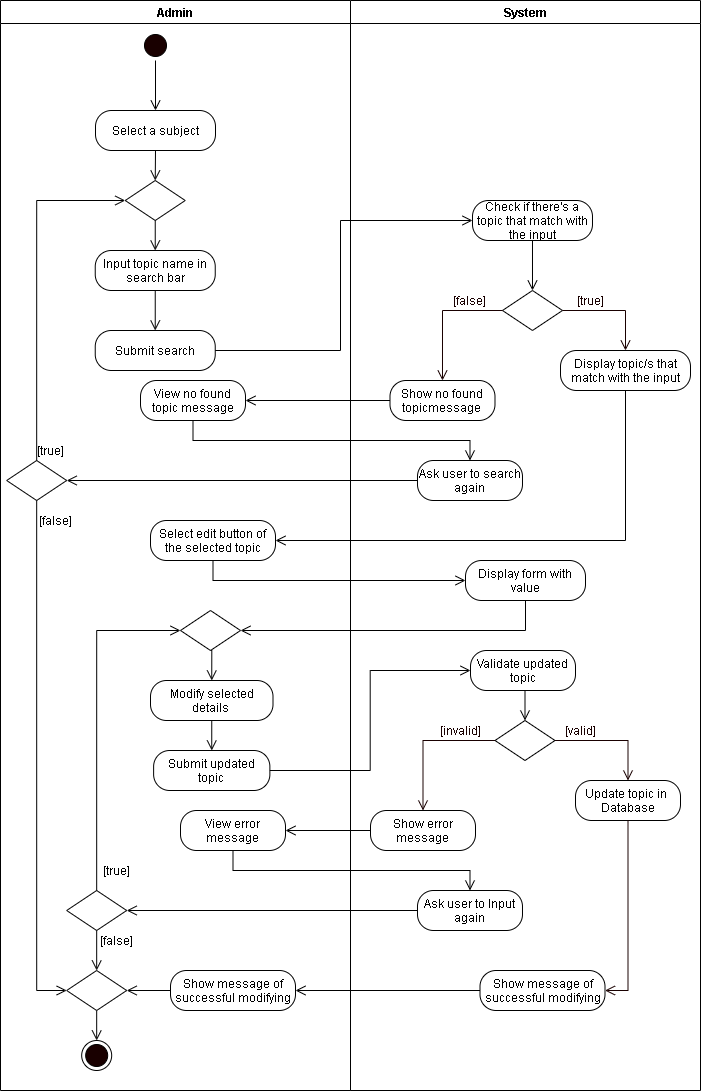 Admin
System
Select a subject
Check if there's a
topic that match with
the input
Input topic name in
search bar
[false]
[true]
Submit search
Display topic/s that
match with the input
View no found
topic message
Show no found
topicmessage
[true]
Ask user to search
again
[false]
Select edit button of
the selected topic
Display form with
value
Validate updated
topic
Modify selected
details
[invalid]
[valid]
Submit updated
topic
Update topic in
Database
View error
message
Show error
message
[true]
Ask user to Input
again
[false]
Show message of
successful modifying
Show message of
successful modifying